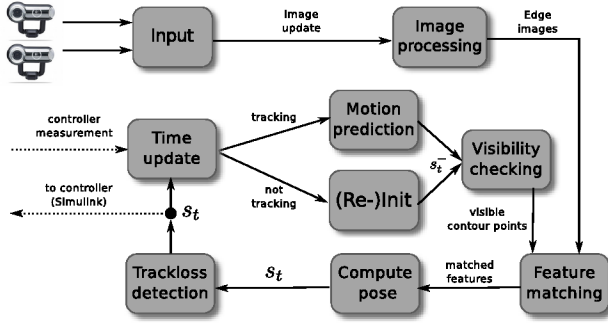 Input
Image
update
Image
processing
Edge
images
controller
measurement
Time
update
tracking
not
tracking
Motion
prediction
(Re-)Init
s_t^-
Visibility
checking
to controller
(Simulink)
s_t
visible
contour points
Trackloss
detection
s_t
Compute
pose
matched
features
Feature
matching